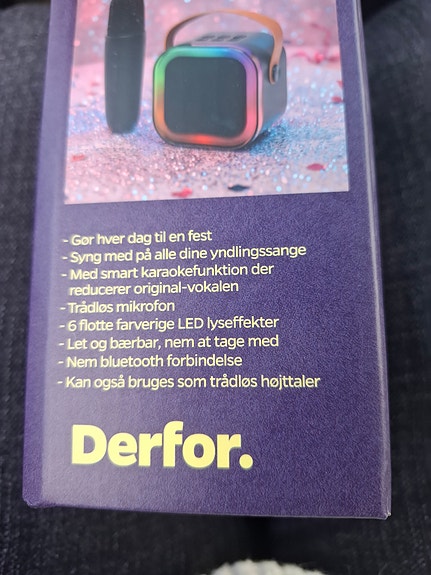 - Gør hver dag til en fest
- Syng med på alle dine yndlingssange
- Med smart karaokefunktion der
reducerer original-vokalen
- Trådløs mikrofon
- 6 flotte farverige LED lyseffekter
- Let og bærbar, nem at tage med
- Nem bluetooth forbindelse
- Kan også bruges som trådløs højttaler
Derfor.